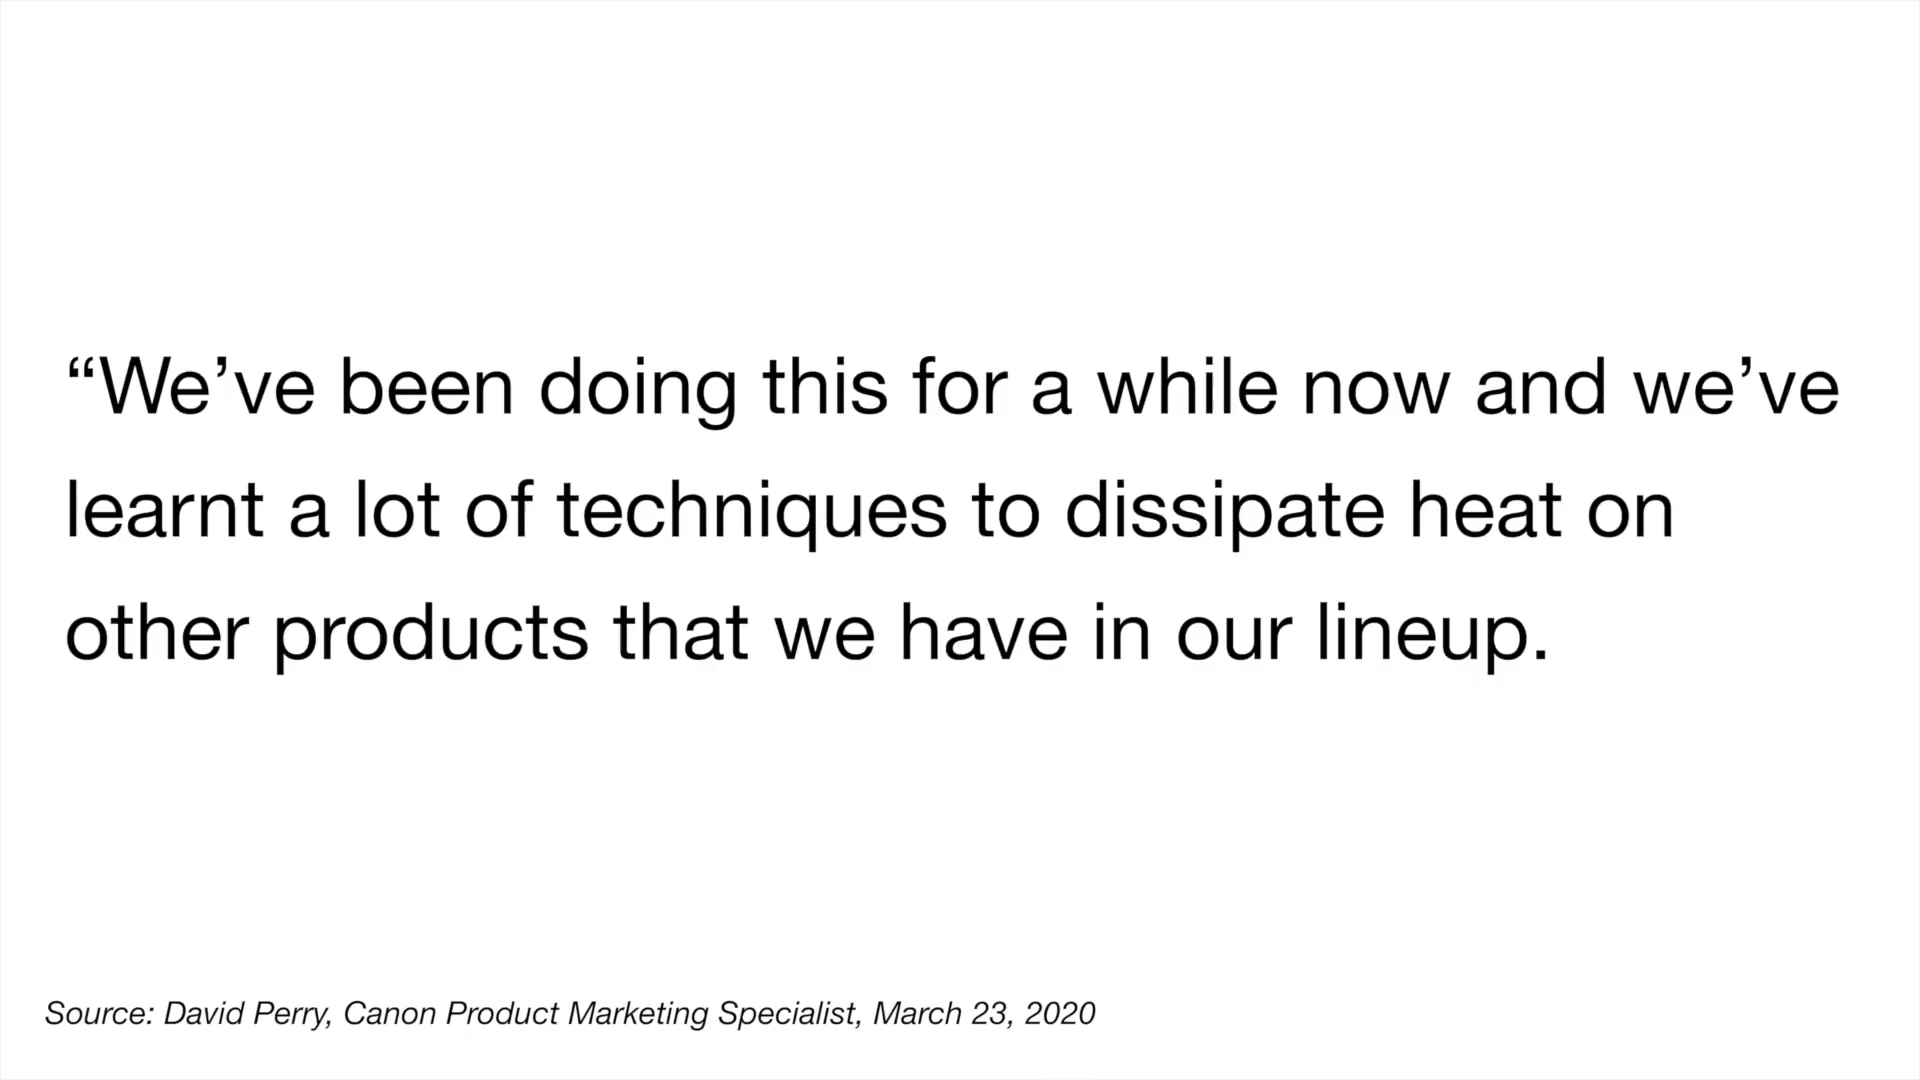 “We’ve been doing this for a while now and we’ve
learnt a lot of techniques to dissipate heat on
other products that we have in our lineup.
Source: David Perry, Canon Product Marketing Specialist, March 23, 2020